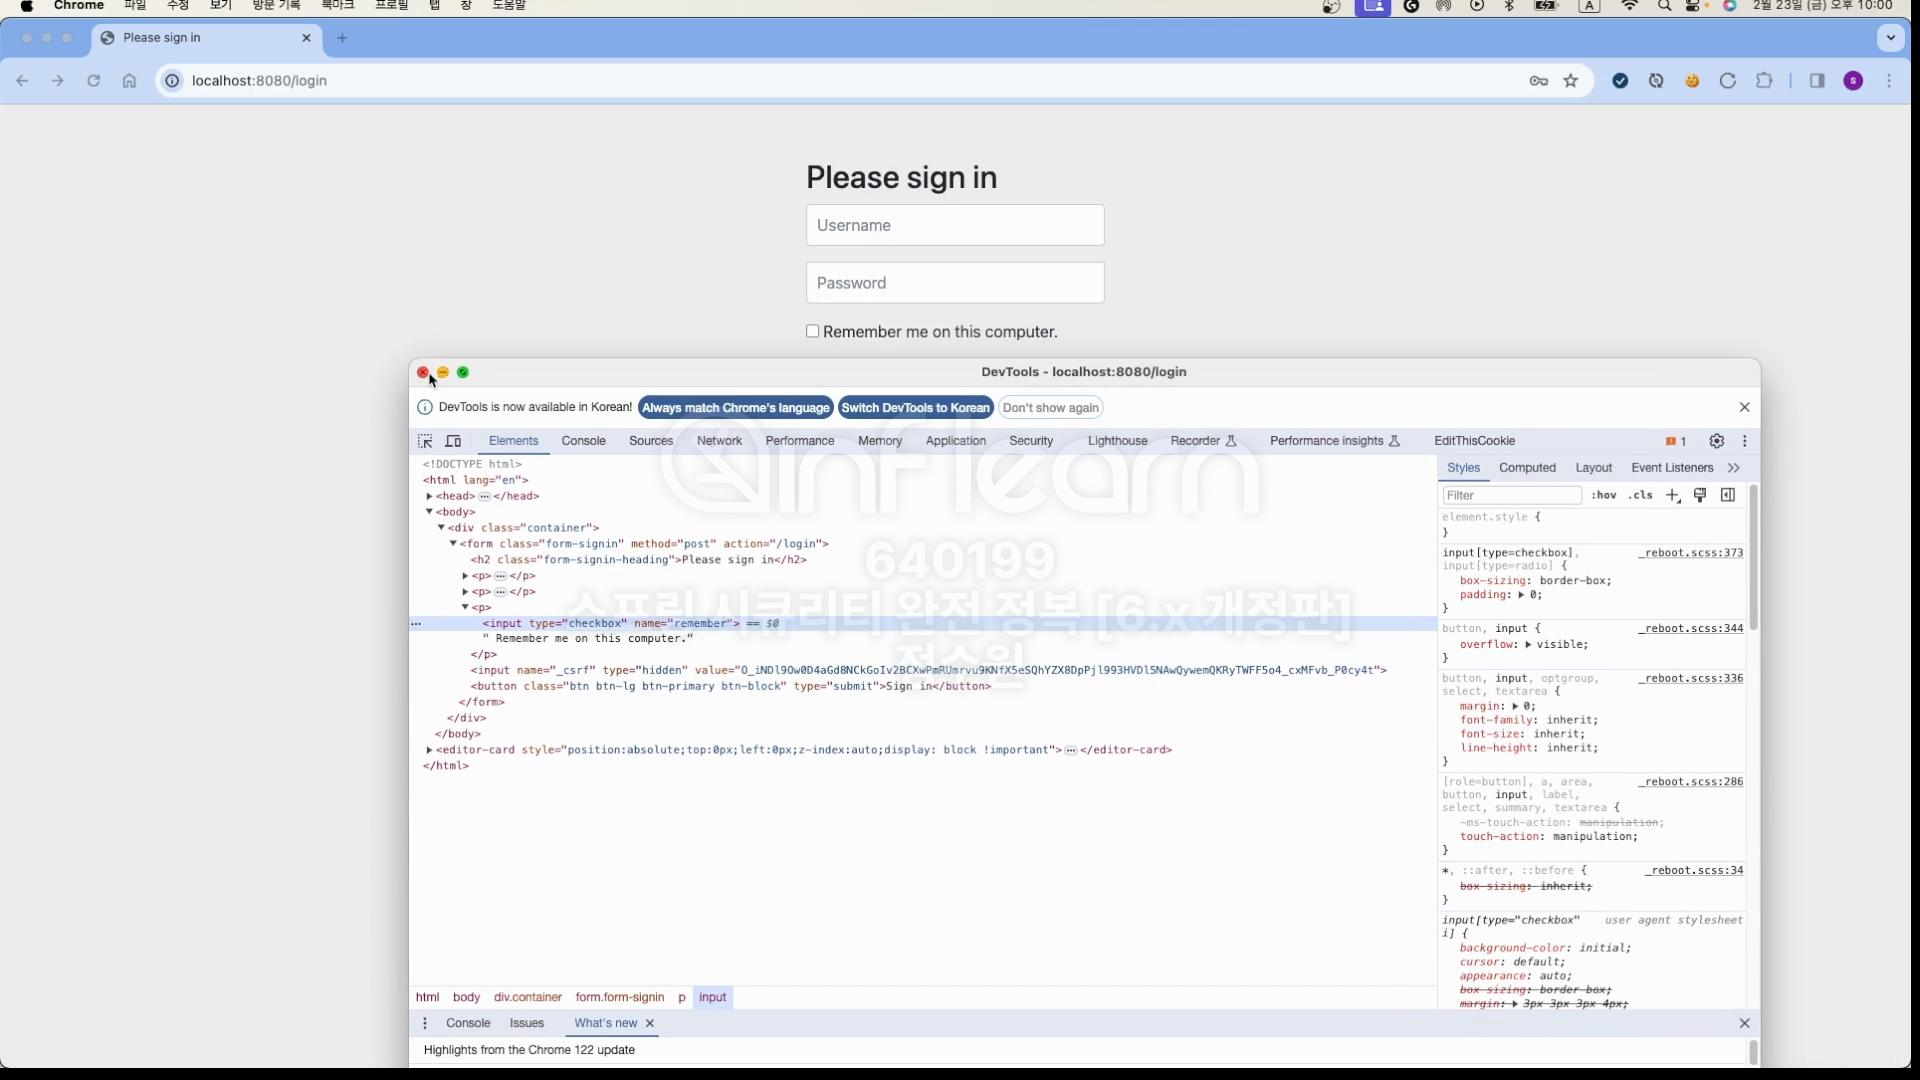 Chrome 파일 수정 보기 방문 기록 북마크 프로필 탭 창 도움말 A 2월 23일 (금) 오후 10:00
Please sign in
localhost:8080/login
Please sign in
Username
Password
Remember me on this computer.
DevTools - localhost:8080/login
DevTools is now available in Korean! Always match Chrome's language Switch DevTools to Korean Don't show again
Elements Console Sources Network Performance Memory Application Security Lighthouse Recorder Performance insights EditThisCookie 1
<!DOCTYPE html>
<html lang="en">
<head> … </head>
<body>
<div class="container">
<form class="form-signin" method="post" action="/login">
<h2 class="form-signin-heading">Please sign in</h2>
<p> … </p>
<p> … </p>
<p>
<input type="checkbox" name="remember"> == $0
" Remember me on this computer."
</p>
<input name="_csrf" type="hidden" value="
<button class="btn btn-lg btn-primary btn-block" type="submit">Sign in</button>
</form>
</div>
</body>
<editor-card style="position:absolute;top:0px;left:0px;z-index:auto;display: block !important"> … </editor-card>
</html>
inflearn
640199
스프링 시큐리티 완전 정복 [6.x 개정판]
정수원
Styles Computed Layout Event Listeners
Filter :hov .cls
element.style {
}
input[type=checkbox], _reboot.scss:373
input[type=radio] {
box-sizing: border-box;
padding: 0;
}
button, input { _reboot.scss:344
overflow: visible;
}
button, input, optgroup, _reboot.scss:336
select, textarea {
margin: 0;
font-family: inherit;
font-size: inherit;
line-height: inherit;
}
[role=button], a, area, _reboot.scss:286
button, input, label,
select, summary, textarea {
-ms-touch-action: manipulation;
touch-action: manipulation;
}
*, ::after, ::before { _reboot.scss:34
box-sizing: inherit;
}
input[type="checkbox" user agent stylesheet
i] {
background-color: initial;
cursor: default;
appearance: auto;
box-sizing: border-box;
margin: 3px 3px 3px 4px;
html body div.container form.form-signin p input
Console Issues What's new
Highlights from the Chrome 122 update